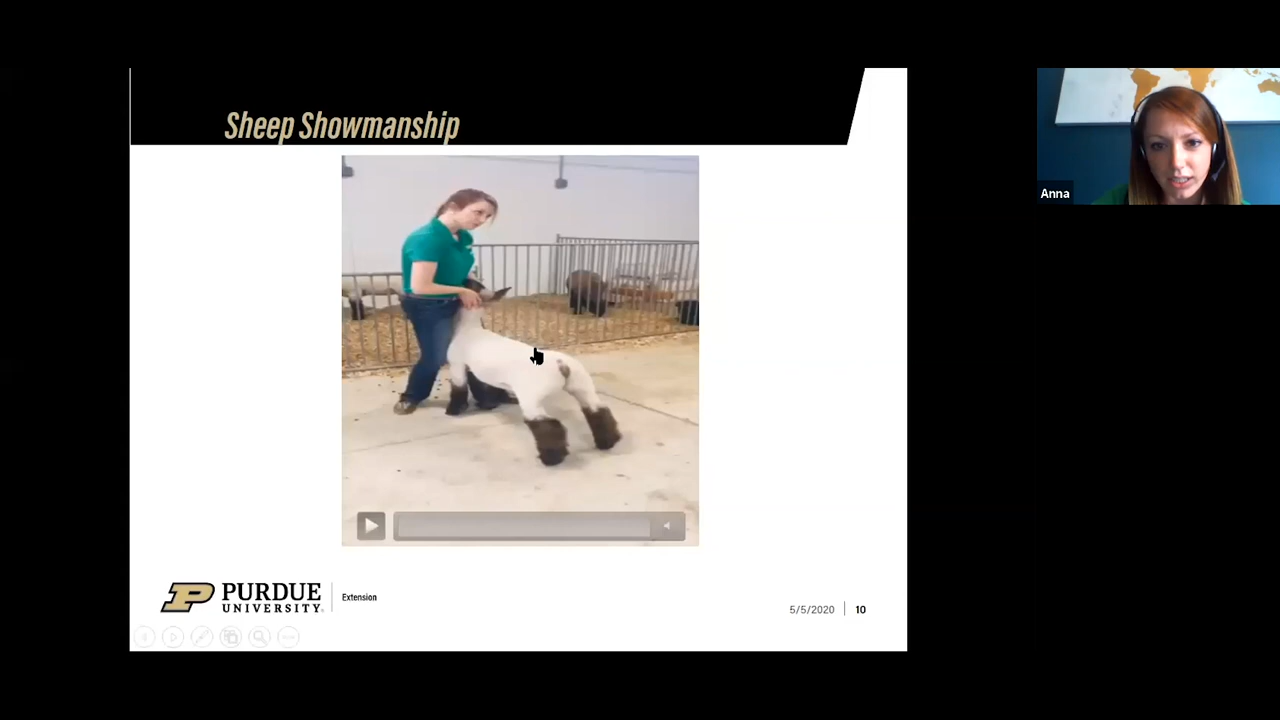 Sheep Showmanship
Anna
PURDUE
UNIVERSITY
Extension
5/5/2020
10